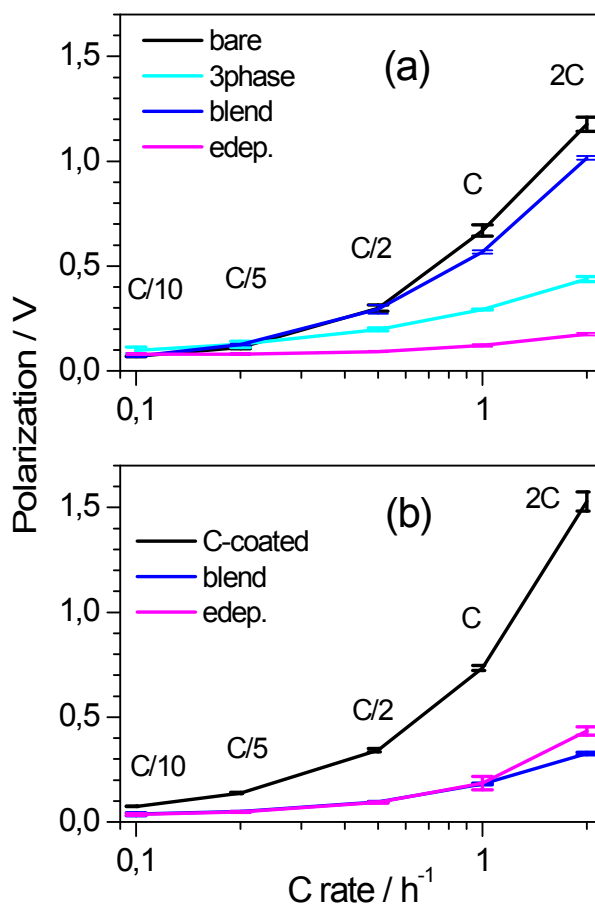 1,5
1,0
0,5
0,0
bare
3phase
blend
edep.
(a)
C/10
C/5
C/2
C
2C
0,1
1
Polarization / V
1,5
1,0
0,5
0,0
C-coated
blend
edep.
(b)
C/10
C/5
C/2
C
2C
0,1
1
C rate / h⁻¹